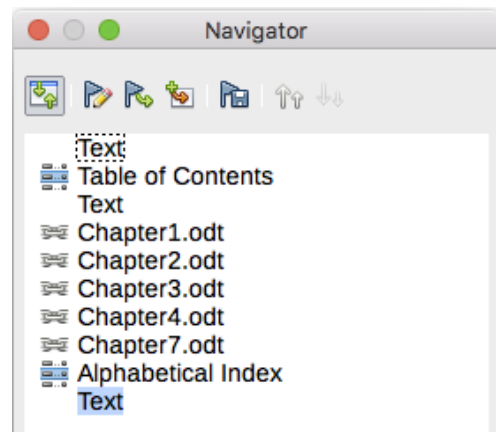 Navigator
Text
Table of Contents
Text
Chapter1.odt
Chapter2.odt
Chapter3.odt
Chapter4.odt
Chapter7.odt
Alphabetical Index
Text